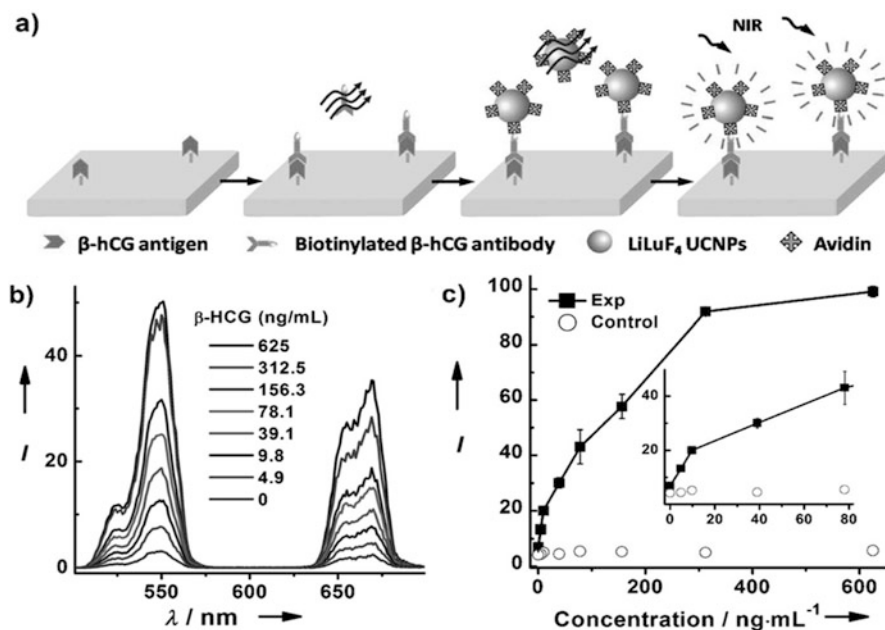 a)
NIR
β-hCG antigen
Biotinylated β-hCG antibody
LiLuF4 UCNPs
Avidin
b)
β-HCG (ng/mL)
625
312.5
156.3
78.1
39.1
9.8
4.9
0
40
20
0
I
550
600
650
λ / nm
c)
Exp
Control
100
80
60
40
20
0
I
40
20
0
20
40
60
80
0
200
400
600
Concentration / ng·mL⁻¹